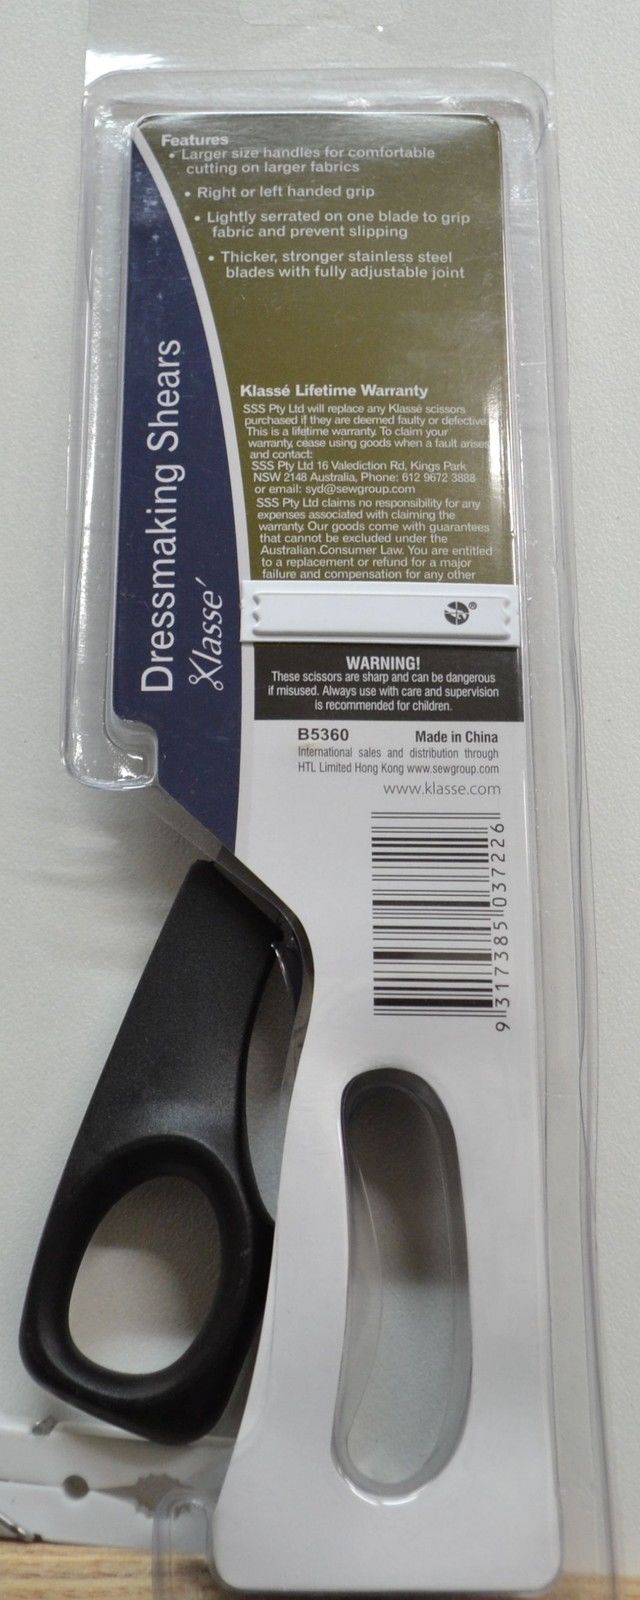 Features
• Larger size handles for comfortable
cutting on larger fabrics
• Right or left handed grip
• Lightly serrated on one blade to grip
fabric and prevent slipping
• Thicker, stronger stainless steel
blades with fully adjustable joint
Dressmaking Shears
Klassé
Klassé Lifetime Warranty
SSS Pty Ltd will replace any Klassé scissors
purchased if they are deemed faulty or defective.
This is a lifetime warranty. To claim your
warranty, cease using goods when a fault arises
and contact:
SSS Pty Ltd 16 Valediction Rd, Kings Park
NSW 2148 Australia, Phone: 612 9672 3888
or email: syd@sewgroup.com
SSS Pty Ltd claims no responsibility for any
expenses associated with claiming the
warranty. Our goods come with guarantees
that cannot be excluded under the
Australian Consumer Law. You are entitled
to a replacement or refund for a major
failure and compensation for any other
®
WARNING!
These scissors are sharp and can be dangerous
if misused. Always use with care and supervision
is recommended for children.
B5360 Made in China
International sales and distribution through
HTL Limited Hong Kong www.sewgroup.com
www.klasse.com
9 317385 037226